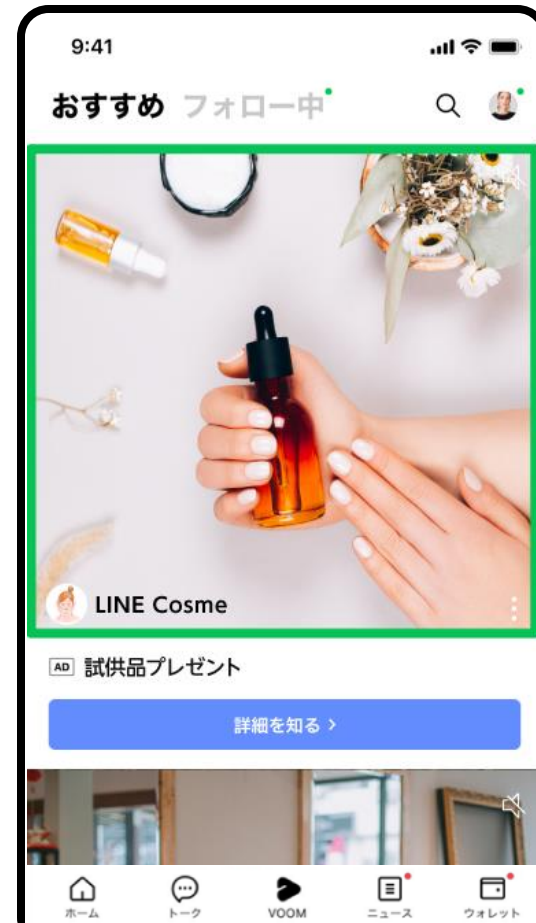 9:41
おすすめ フォロー中
LINE Cosme
AD 試供品プレゼント
詳細を知る >
ホーム トーク VOOM ニュース ウォレット